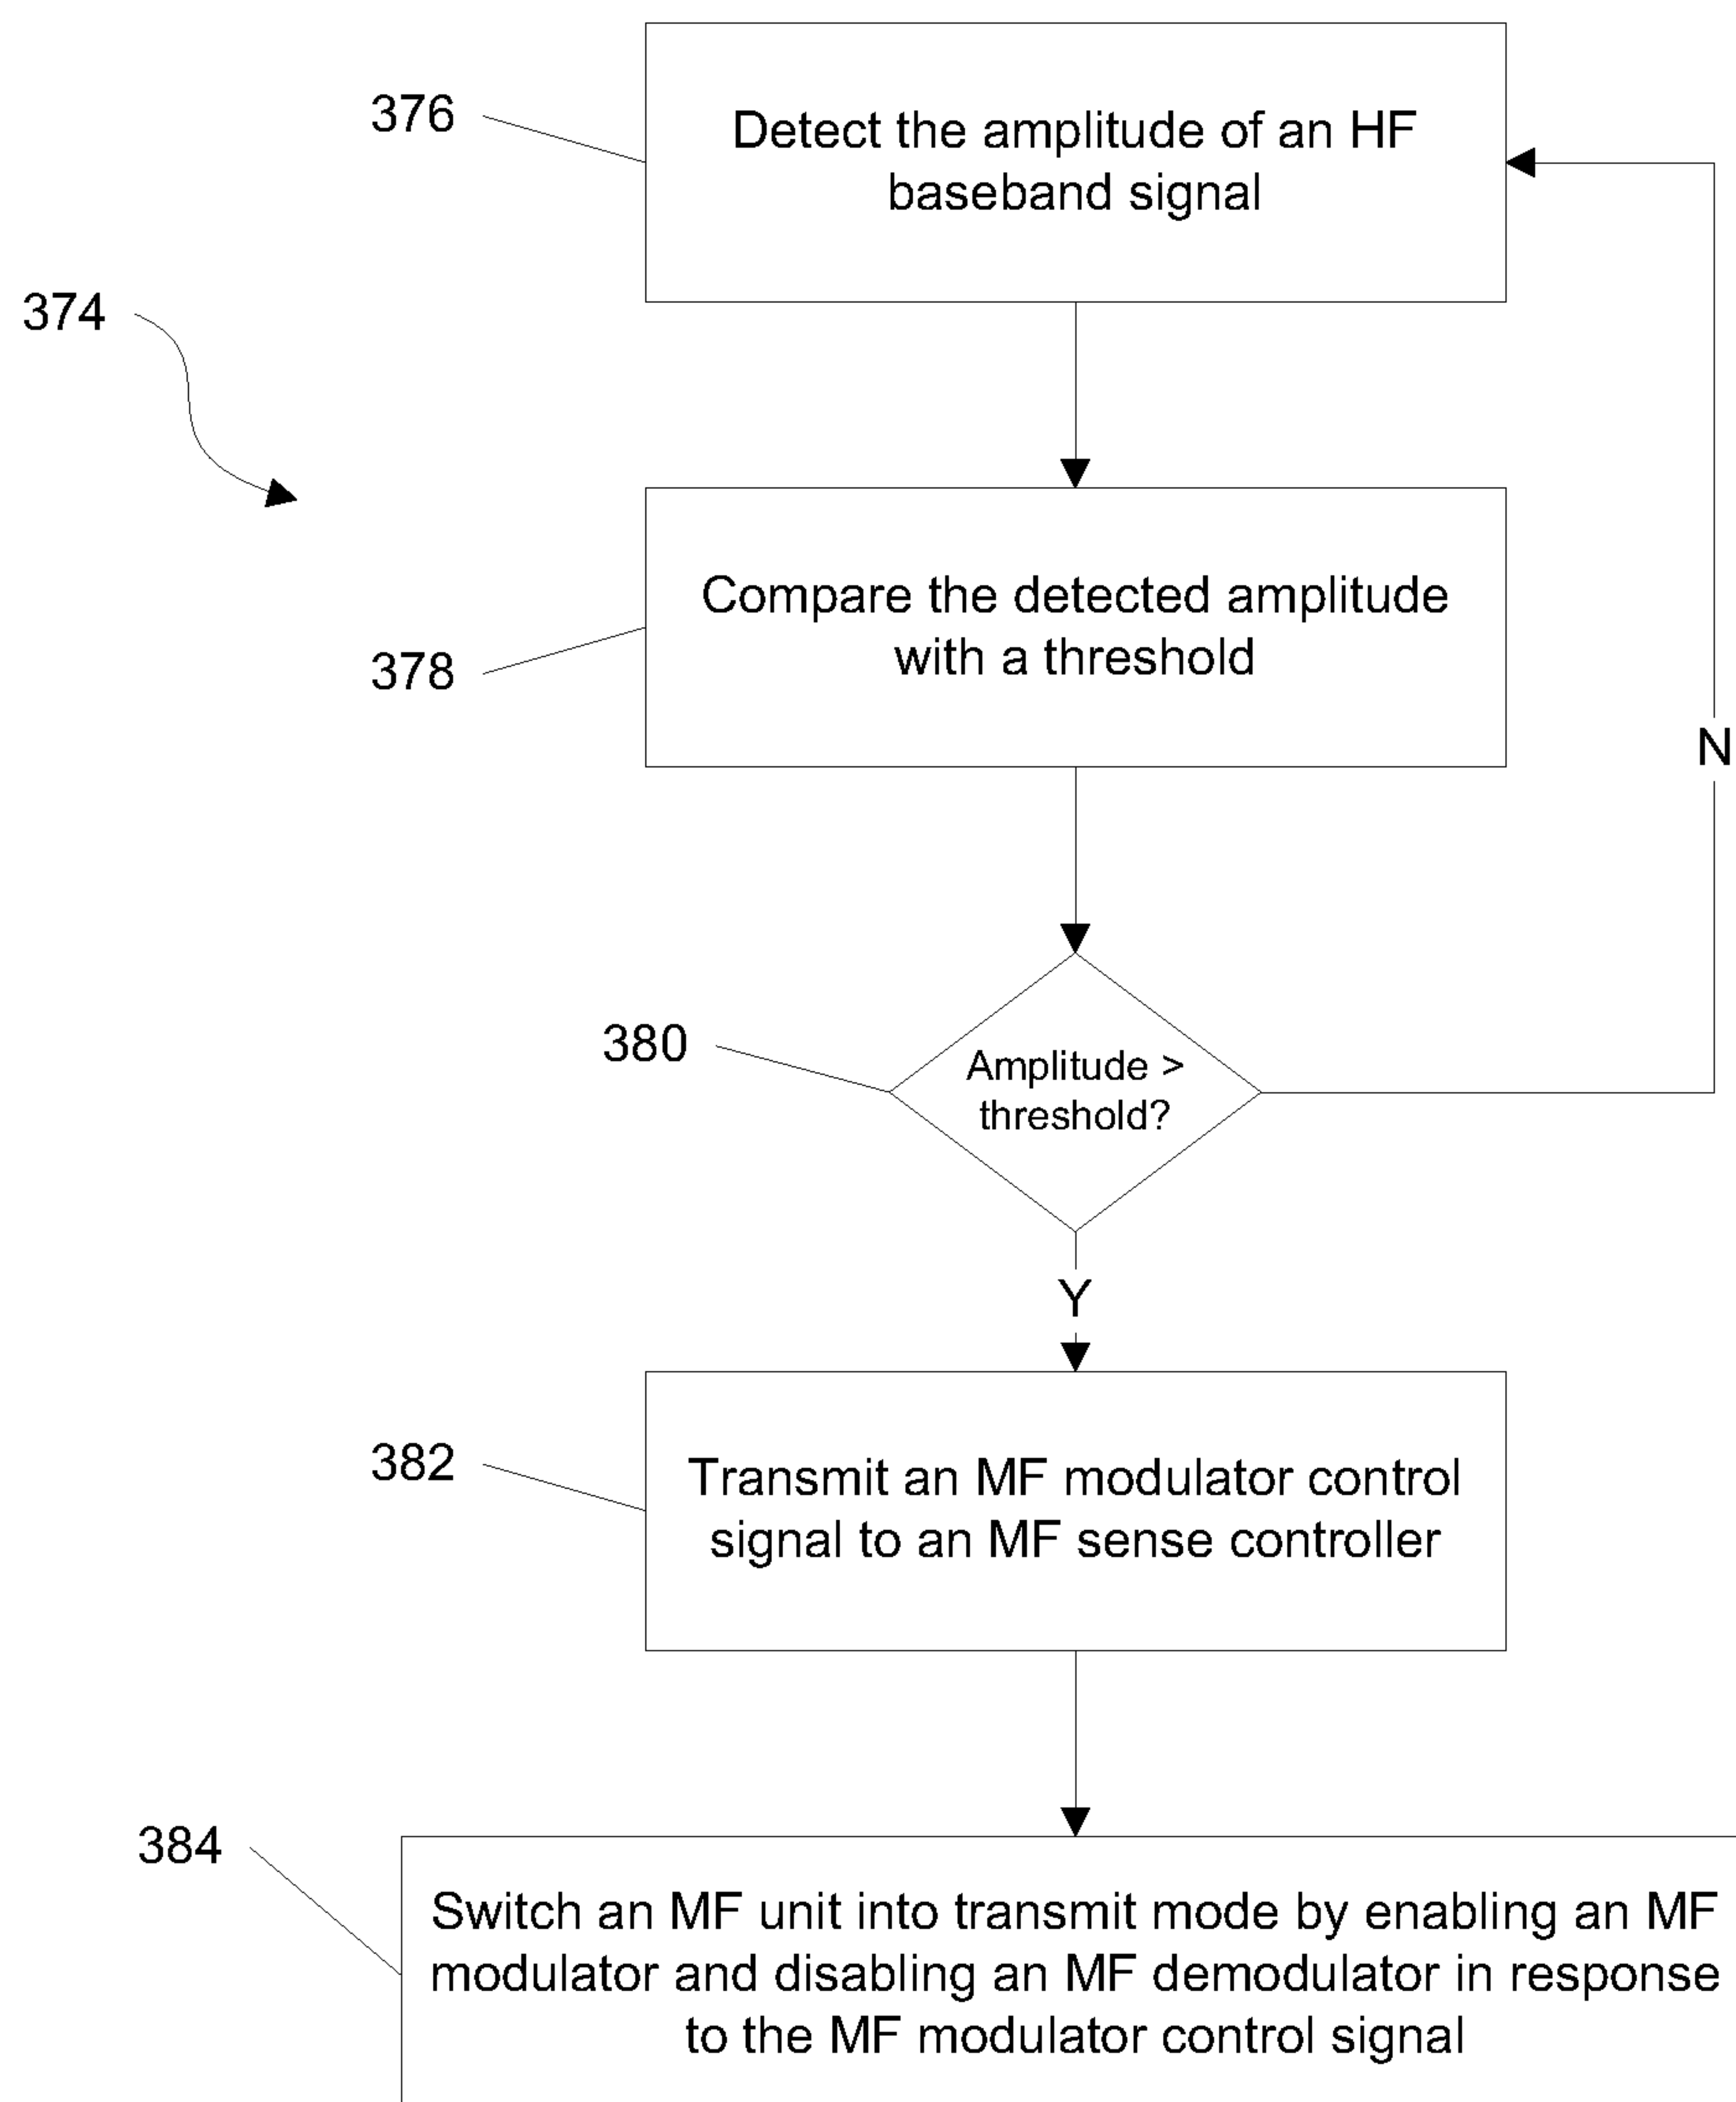 376
Detect the amplitude of an HF
baseband signal
374
Compare the detected amplitude
with a threshold
378
N
380
Amplitude >
threshold?
Y
382
Transmit an MF modulator control
signal to an MF sense controller
384
Switch an MF unit into transmit mode by enabling an MF
modulator and disabling an MF demodulator in response
to the MF modulator control signal